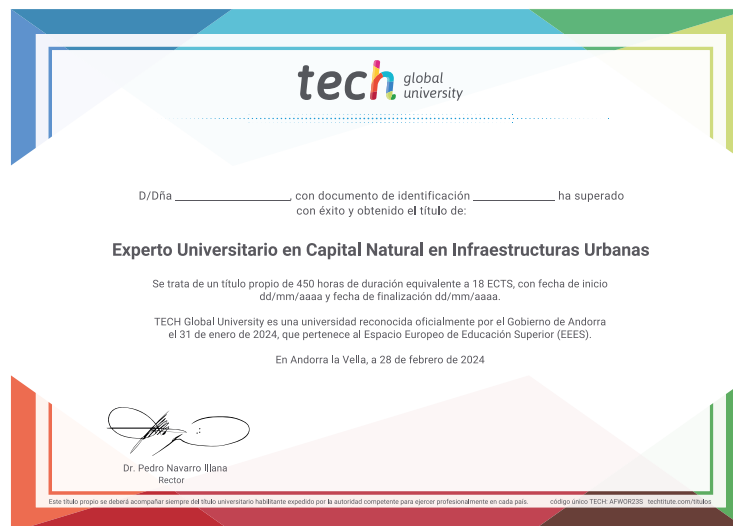 tech global university
D/Dña ____________________, con documento de identificación ______________ ha superado
con éxito y obtenido el título de:
Experto Universitario en Capital Natural en Infraestructuras Urbanas
Se trata de un título propio de 450 horas de duración equivalente a 18 ECTS, con fecha de inicio
dd/mm/aaaa y fecha de finalización dd/mm/aaaa.
TECH Global University es una universidad reconocida oficialmente por el Gobierno de Andorra
el 31 de enero de 2024, que pertenece al Espacio Europeo de Educación Superior (EEES).
En Andorra la Vella, a 28 de febrero de 2024
Dr. Pedro Navarro Illana
Rector
Este título propio se deberá acompañar siempre del título universitario habilitante expedido por la autoridad competente para ejercer profesionalmente en cada país. código único TECH: AFWOR23S techtitute.com/titulos